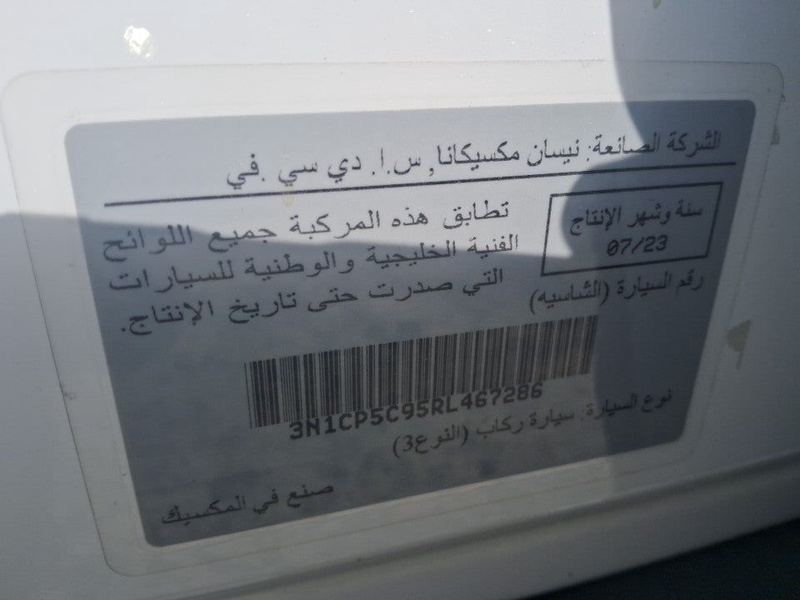 الشركة الصانعة: نيسان مكسيكانا, س.ا. دي سي .في
سنة وشهر الإنتاج
07/23
تطابق هذه المركبة جميع اللوائح
الفنية الخليجية والوطنية للسيارات
التي صدرت حتى تاريخ الإنتاج.
رقم السيارة (الشاسيه)
3N1CP5C95RL467286
نوع السيارة: سيارة ركاب (النوع3)
صنع في المكسيك